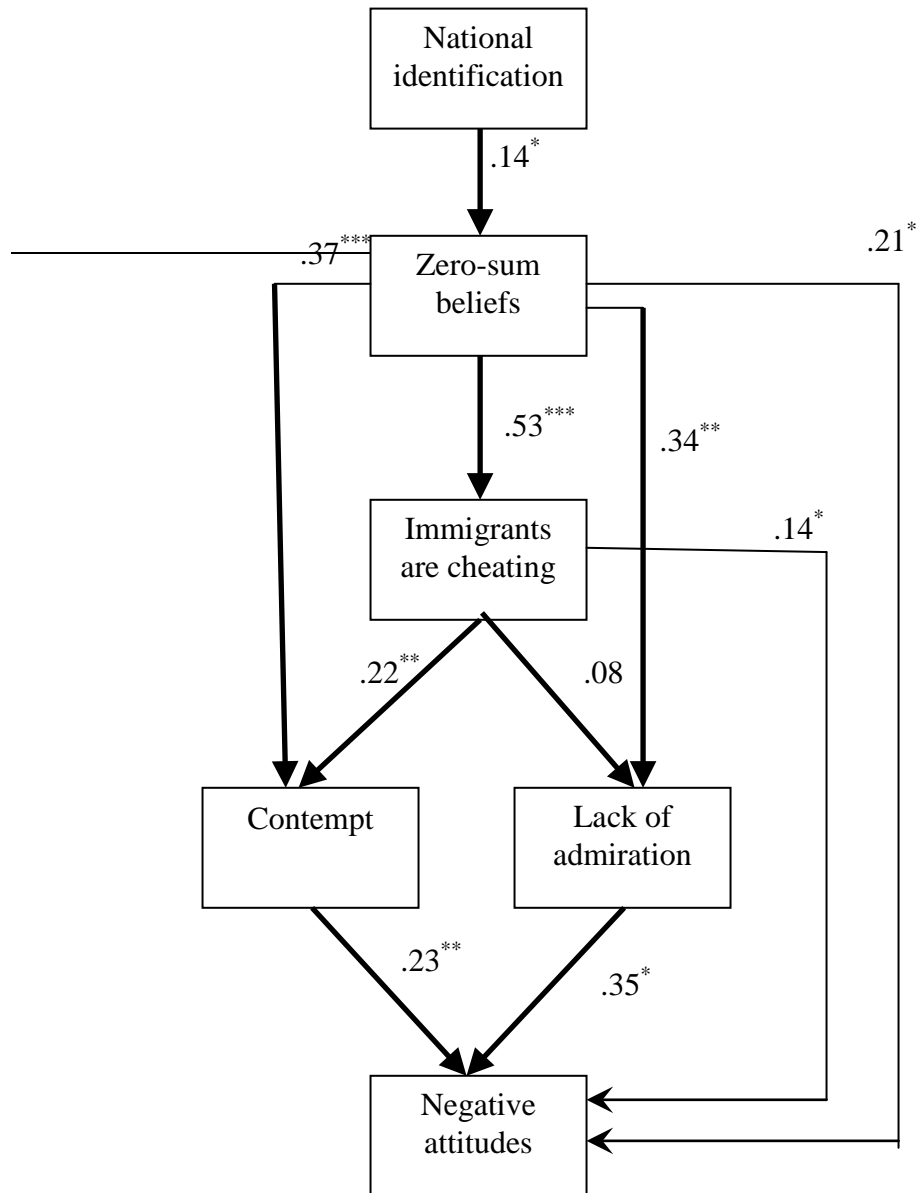 National
identification
.14*
.37***
Zero-sum
beliefs
.21*
.53***
.34**
Immigrants
are cheating
.14*
.22**
.08
Contempt
Lack of
admiration
.23**
.35*
Negative
attitudes